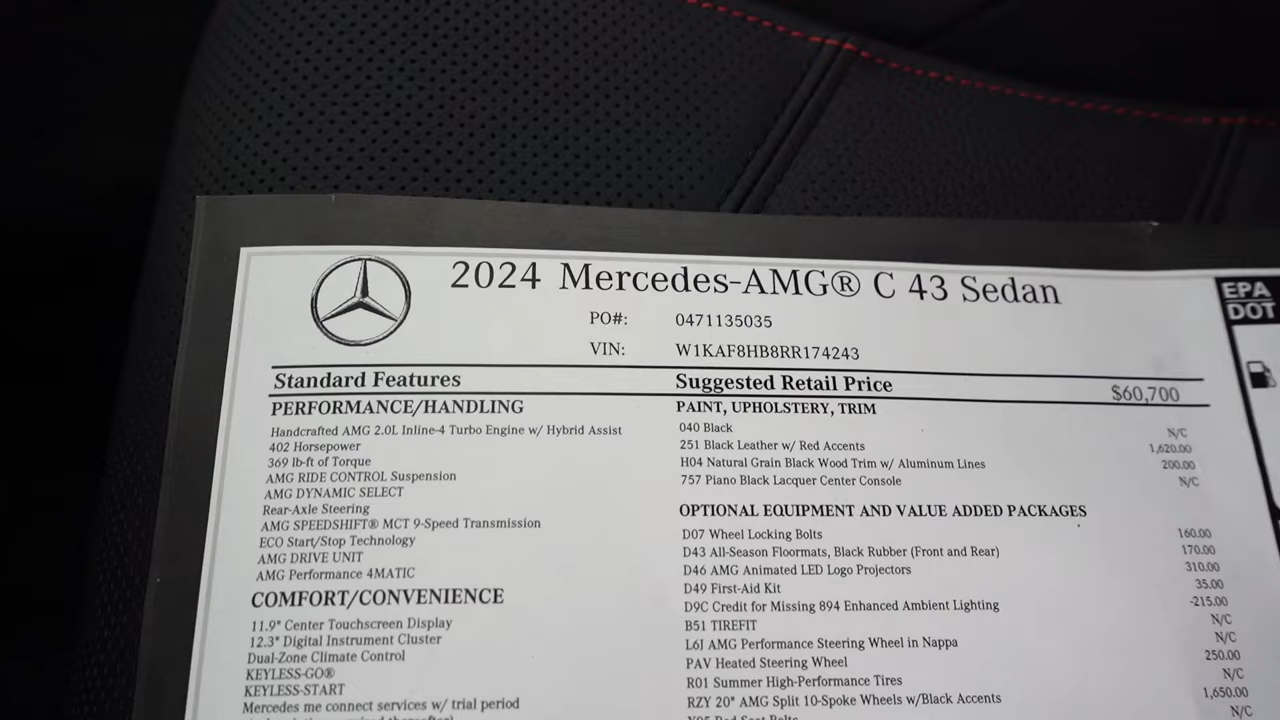 2024 Mercedes-AMG® C 43 Sedan
PO#: 0471135035
VIN: W1KAF8HB8RR174243
EPA
DOT
Standard Features
PERFORMANCE/HANDLING
Handcrafted AMG 2.0L Inline-4 Turbo Engine w/ Hybrid Assist
402 Horsepower
369 lb-ft of Torque
AMG RIDE CONTROL Suspension
AMG DYNAMIC SELECT
Rear-Axle Steering
AMG SPEEDSHIFT® MCT 9-Speed Transmission
ECO Start/Stop Technology
AMG DRIVE UNIT
AMG Performance 4MATIC
COMFORT/CONVENIENCE
11.9" Center Touchscreen Display
12.3" Digital Instrument Cluster
Dual-Zone Climate Control
KEYLESS-GO®
KEYLESS-START
Mercedes me connect services w/ trial period
Suggested Retail Price $60,700
PAINT, UPHOLSTERY, TRIM
040 Black N/C
251 Black Leather w/ Red Accents 1,620.00
H04 Natural Grain Black Wood Trim w/ Aluminum Lines 200.00
757 Piano Black Lacquer Center Console N/C
OPTIONAL EQUIPMENT AND VALUE ADDED PACKAGES
D07 Wheel Locking Bolts 160.00
D43 All-Season Floormats, Black Rubber (Front and Rear) 170.00
D46 AMG Animated LED Logo Projectors 310.00
D49 First-Aid Kit 35.00
D9C Credit for Missing 894 Enhanced Ambient Lighting -215.00
B51 TIREFIT N/C
L6J AMG Performance Steering Wheel in Nappa N/C
PAV Heated Steering Wheel 250.00
R01 Summer High-Performance Tires N/C
RZY 20" AMG Split 10-Spoke Wheels w/Black Accents 1,650.00
N/C